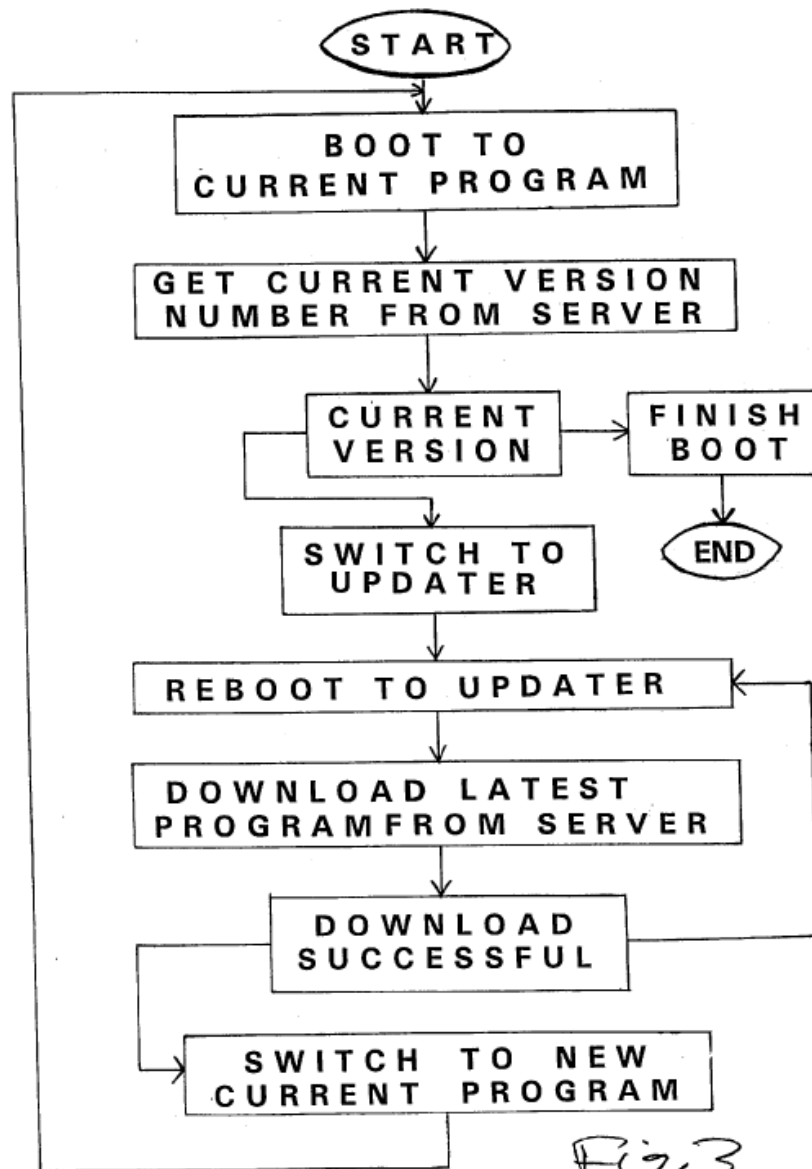 START
BOOT TO
CURRENT PROGRAM
GET CURRENT VERSION
NUMBER FROM SERVER
CURRENT
VERSION
FINISH
BOOT
END
SWITCH TO
UPDATER
REBOOT TO UPDATER
DOWNLOAD LATEST
PROGRAMFROM SERVER
DOWNLOAD
SUCCESSFUL
SWITCH TO NEW
CURRENT PROGRAM
Fig. 3